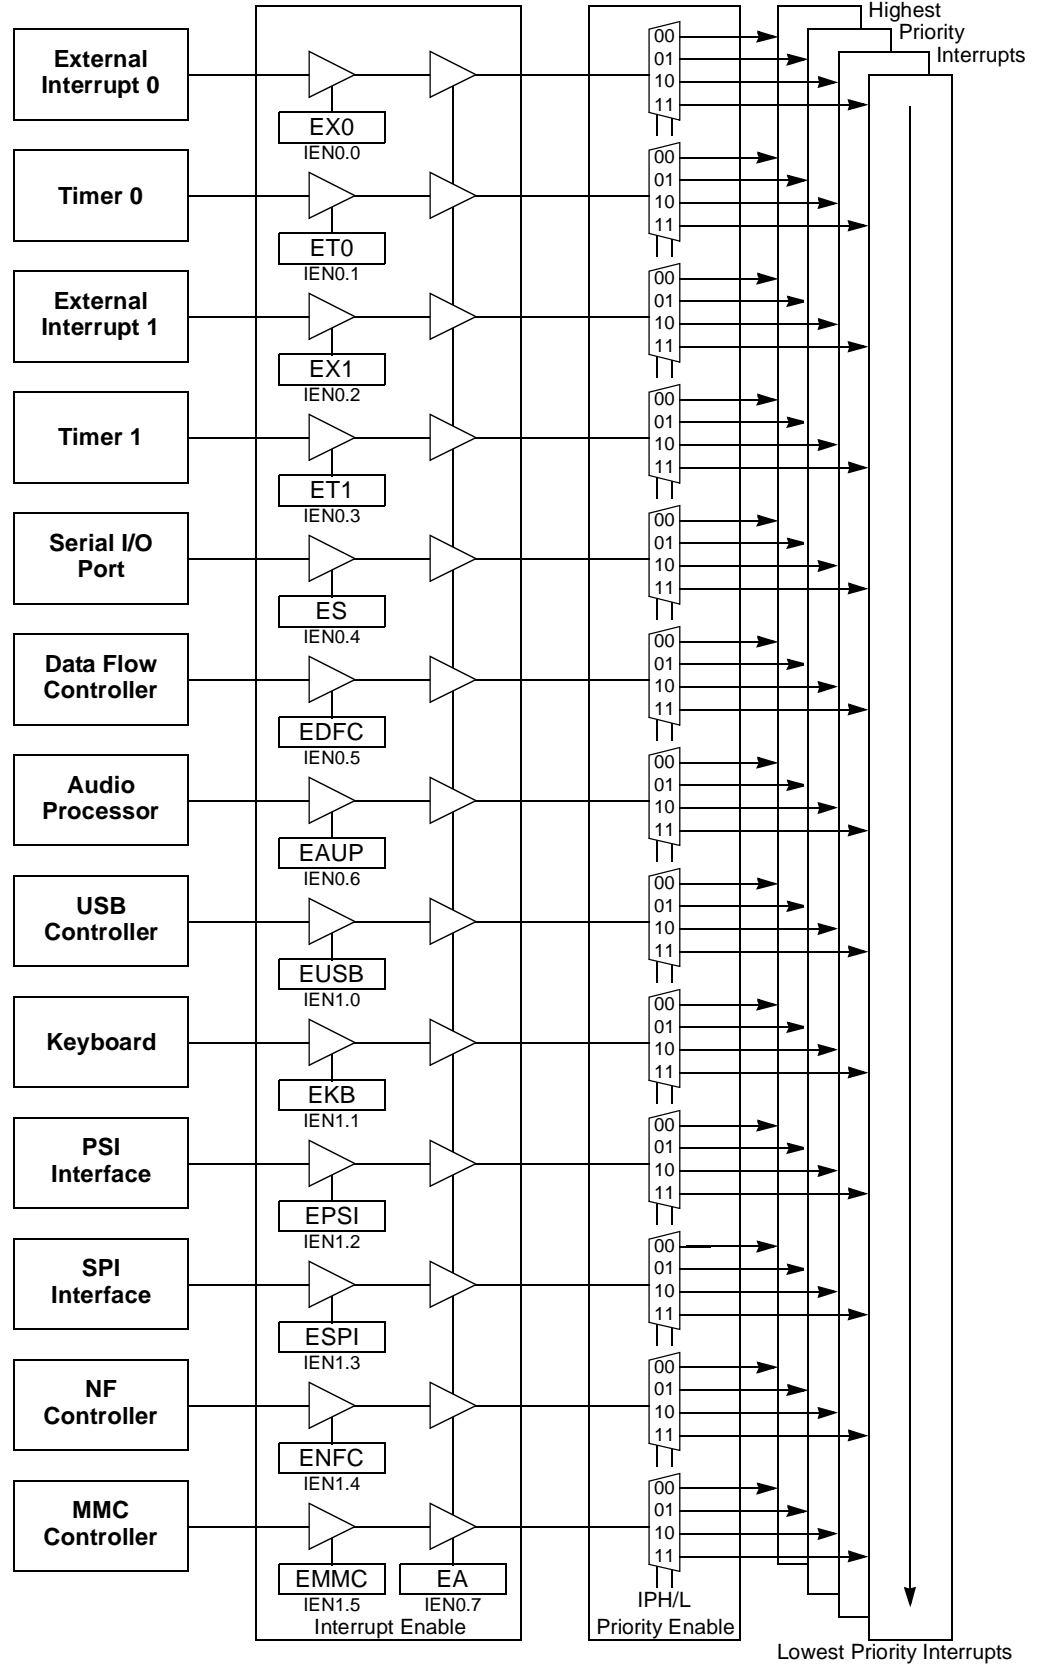 Highest
Priority
Interrupts
External
Interrupt 0
EX0
IEN0.0
00
01
10
11
Timer 0
ET0
IEN0.1
00
01
10
11
External
Interrupt 1
EX1
IEN0.2
00
01
10
11
Timer 1
ET1
IEN0.3
00
01
10
11
Serial I/O
Port
ES
IEN0.4
00
01
10
11
Data Flow
Controller
EDFC
IEN0.5
00
01
10
11
Audio
Processor
EAUP
IEN0.6
00
01
10
11
USB
Controller
EUSB
IEN1.0
00
01
10
11
Keyboard
EKB
IEN1.1
00
01
10
11
PSI
Interface
EPSI
IEN1.2
00
01
10
11
SPI
Interface
ESPI
IEN1.3
00
01
10
11
NF
Controller
ENFC
IEN1.4
00
01
10
11
MMC
Controller
EMMC
IEN1.5
EA
IEN0.7
Interrupt Enable
00
01
10
11
IPH/L
Priority Enable
Lowest Priority Interrupts